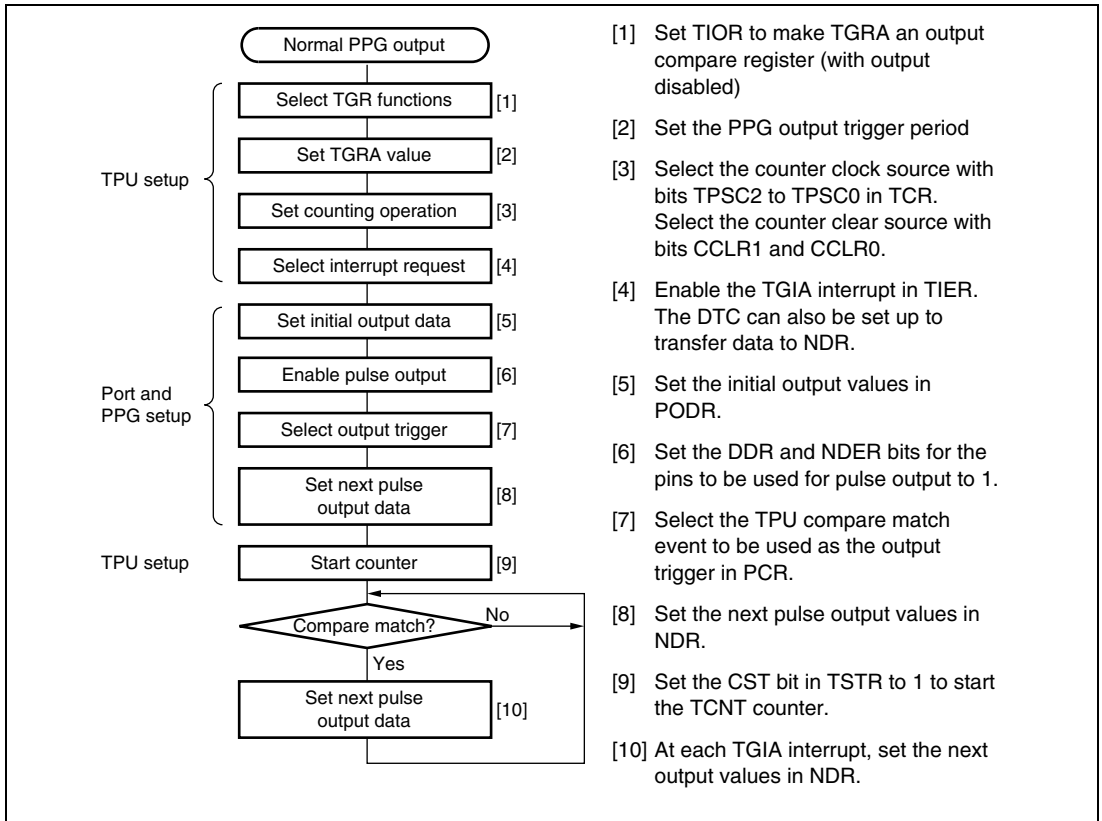 Normal PPG output
Select TGR functions [1]
Set TGRA value [2]
Set counting operation [3]
Select interrupt request [4]
TPU setup
Set initial output data [5]
Enable pulse output [6]
Select output trigger [7]
Set next pulse
output data
[8]
Port and
PPG setup
TPU setup
Start counter [9]
Compare match?
No
Yes
Set next pulse
output data
[10]
[1] Set TIOR to make TGRA an output
compare register (with output
disabled)
[2] Set the PPG output trigger period
[3] Select the counter clock source with
bits TPSC2 to TPSC0 in TCR.
Select the counter clear source with
bits CCLR1 and CCLR0.
[4] Enable the TGIA interrupt in TIER.
The DTC can also be set up to
transfer data to NDR.
[5] Set the initial output values in
PODR.
[6] Set the DDR and NDER bits for the
pins to be used for pulse output to 1.
[7] Select the TPU compare match
event to be used as the output
trigger in PCR.
[8] Set the next pulse output values in
NDR.
[9] Set the CST bit in TSTR to 1 to start
the TCNT counter.
[10] At each TGIA interrupt, set the next
output values in NDR.